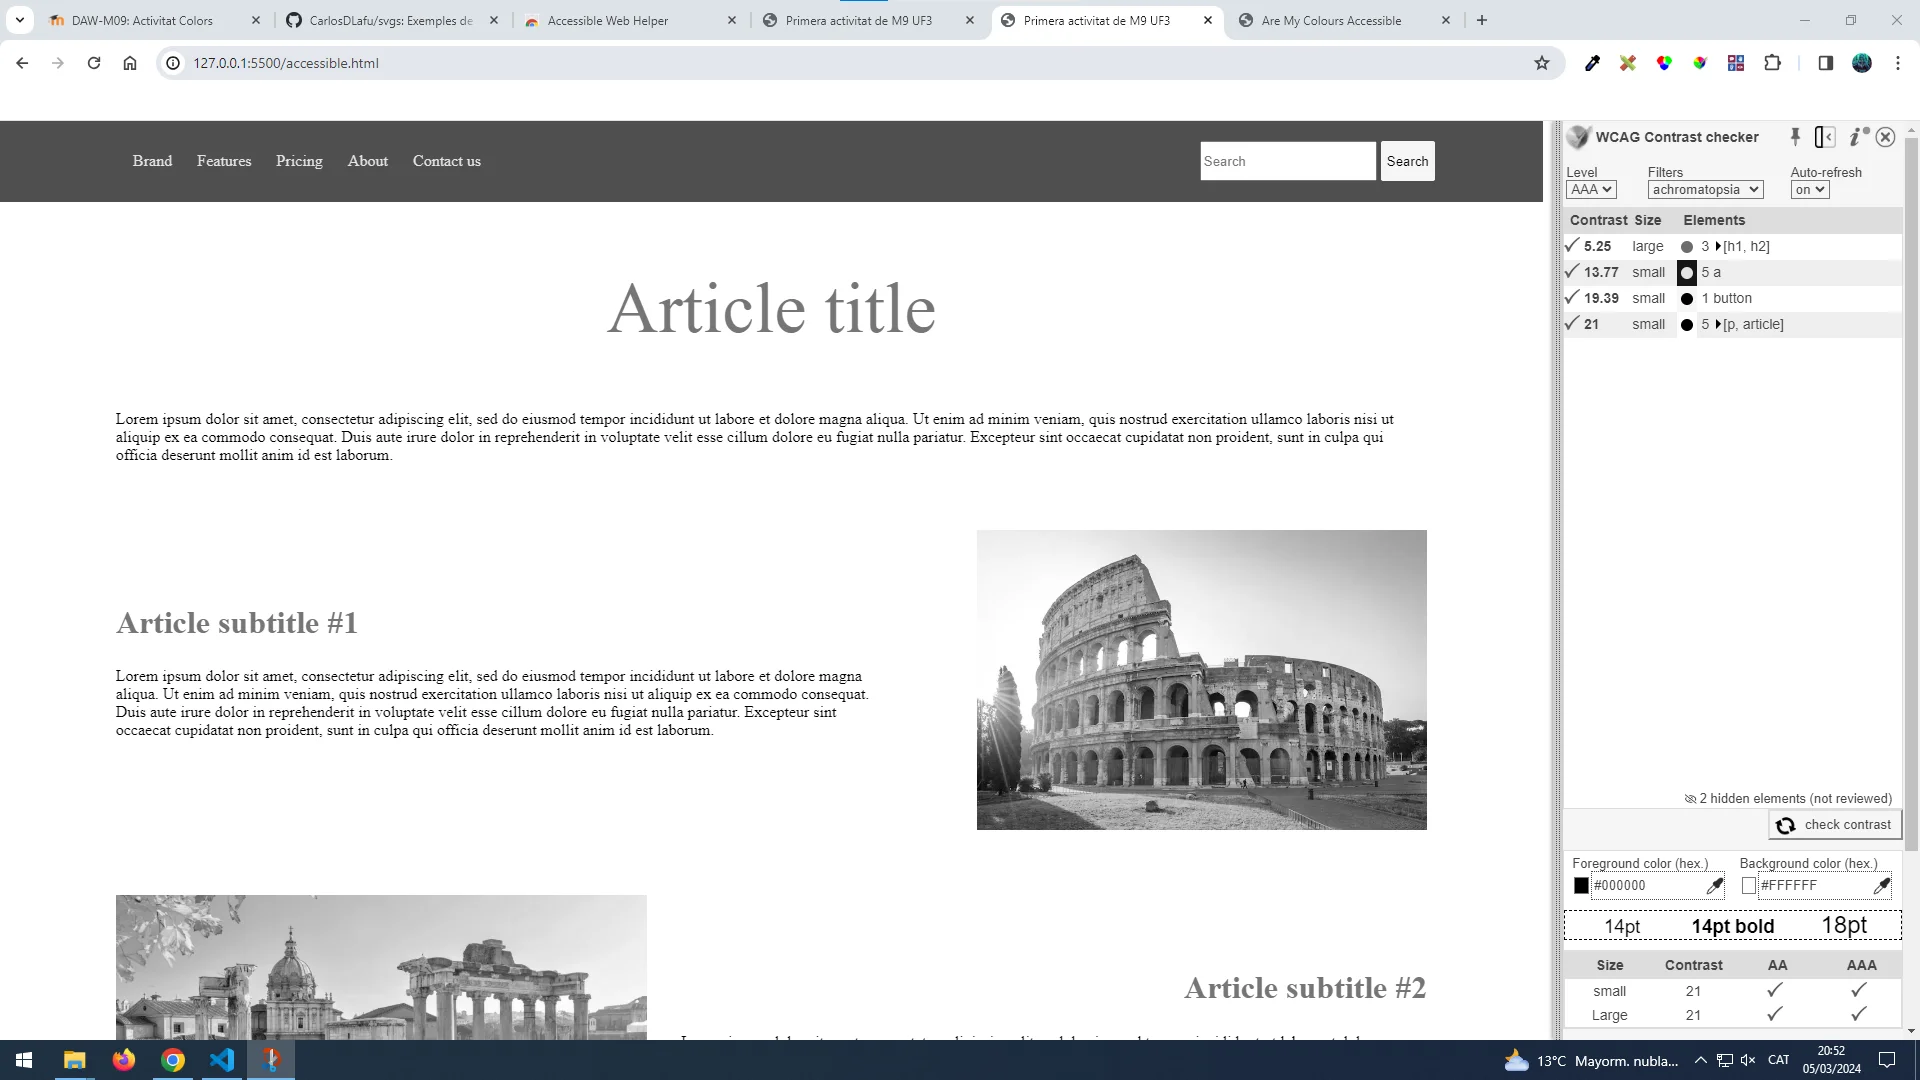 DAW-M09: Activitat Colors
CarlosDLafu/svgs: Exemples de
Accessible Web Helper
Primera activitat de M9 UF3
Primera activitat de M9 UF3
Are My Colours Accessible
127.0.0.1:5500/accessible.html
Brand Features Pricing About Contact us
Search Search
Article title
Lorem ipsum dolor sit amet, consectetur adipiscing elit, sed do eiusmod tempor incididunt ut labore et dolore magna aliqua. Ut enim ad minim veniam, quis nostrud exercitation ullamco laboris nisi ut
aliquip ex ea commodo consequat. Duis aute irure dolor in reprehenderit in voluptate velit esse cillum dolore eu fugiat nulla pariatur. Excepteur sint occaecat cupidatat non proident, sunt in culpa qui
officia deserunt mollit anim id est laborum.
Article subtitle #1
Lorem ipsum dolor sit amet, consectetur adipiscing elit, sed do eiusmod tempor incididunt ut labore et dolore magna
aliqua. Ut enim ad minim veniam, quis nostrud exercitation ullamco laboris nisi ut aliquip ex ea commodo consequat.
Duis aute irure dolor in reprehenderit in voluptate velit esse cillum dolore eu fugiat nulla pariatur. Excepteur sint
occaecat cupidatat non proident, sunt in culpa qui officia deserunt mollit anim id est laborum.
Article subtitle #2
WCAG Contrast checker
Level Filters Auto-refresh
AAA achromatopsia on
Contrast Size Elements
5.25 large 3 [h1, h2]
13.77 small 5 a
19.39 small 1 button
21 small 5 [p, article]
2 hidden elements (not reviewed)
check contrast
Foreground color (hex.) Background color (hex.)
#000000 #FFFFFF
14pt 14pt bold 18pt
Size Contrast AA AAA
small 21
Large 21
13°C Mayorm. nubla... CAT
20:52
05/03/2024